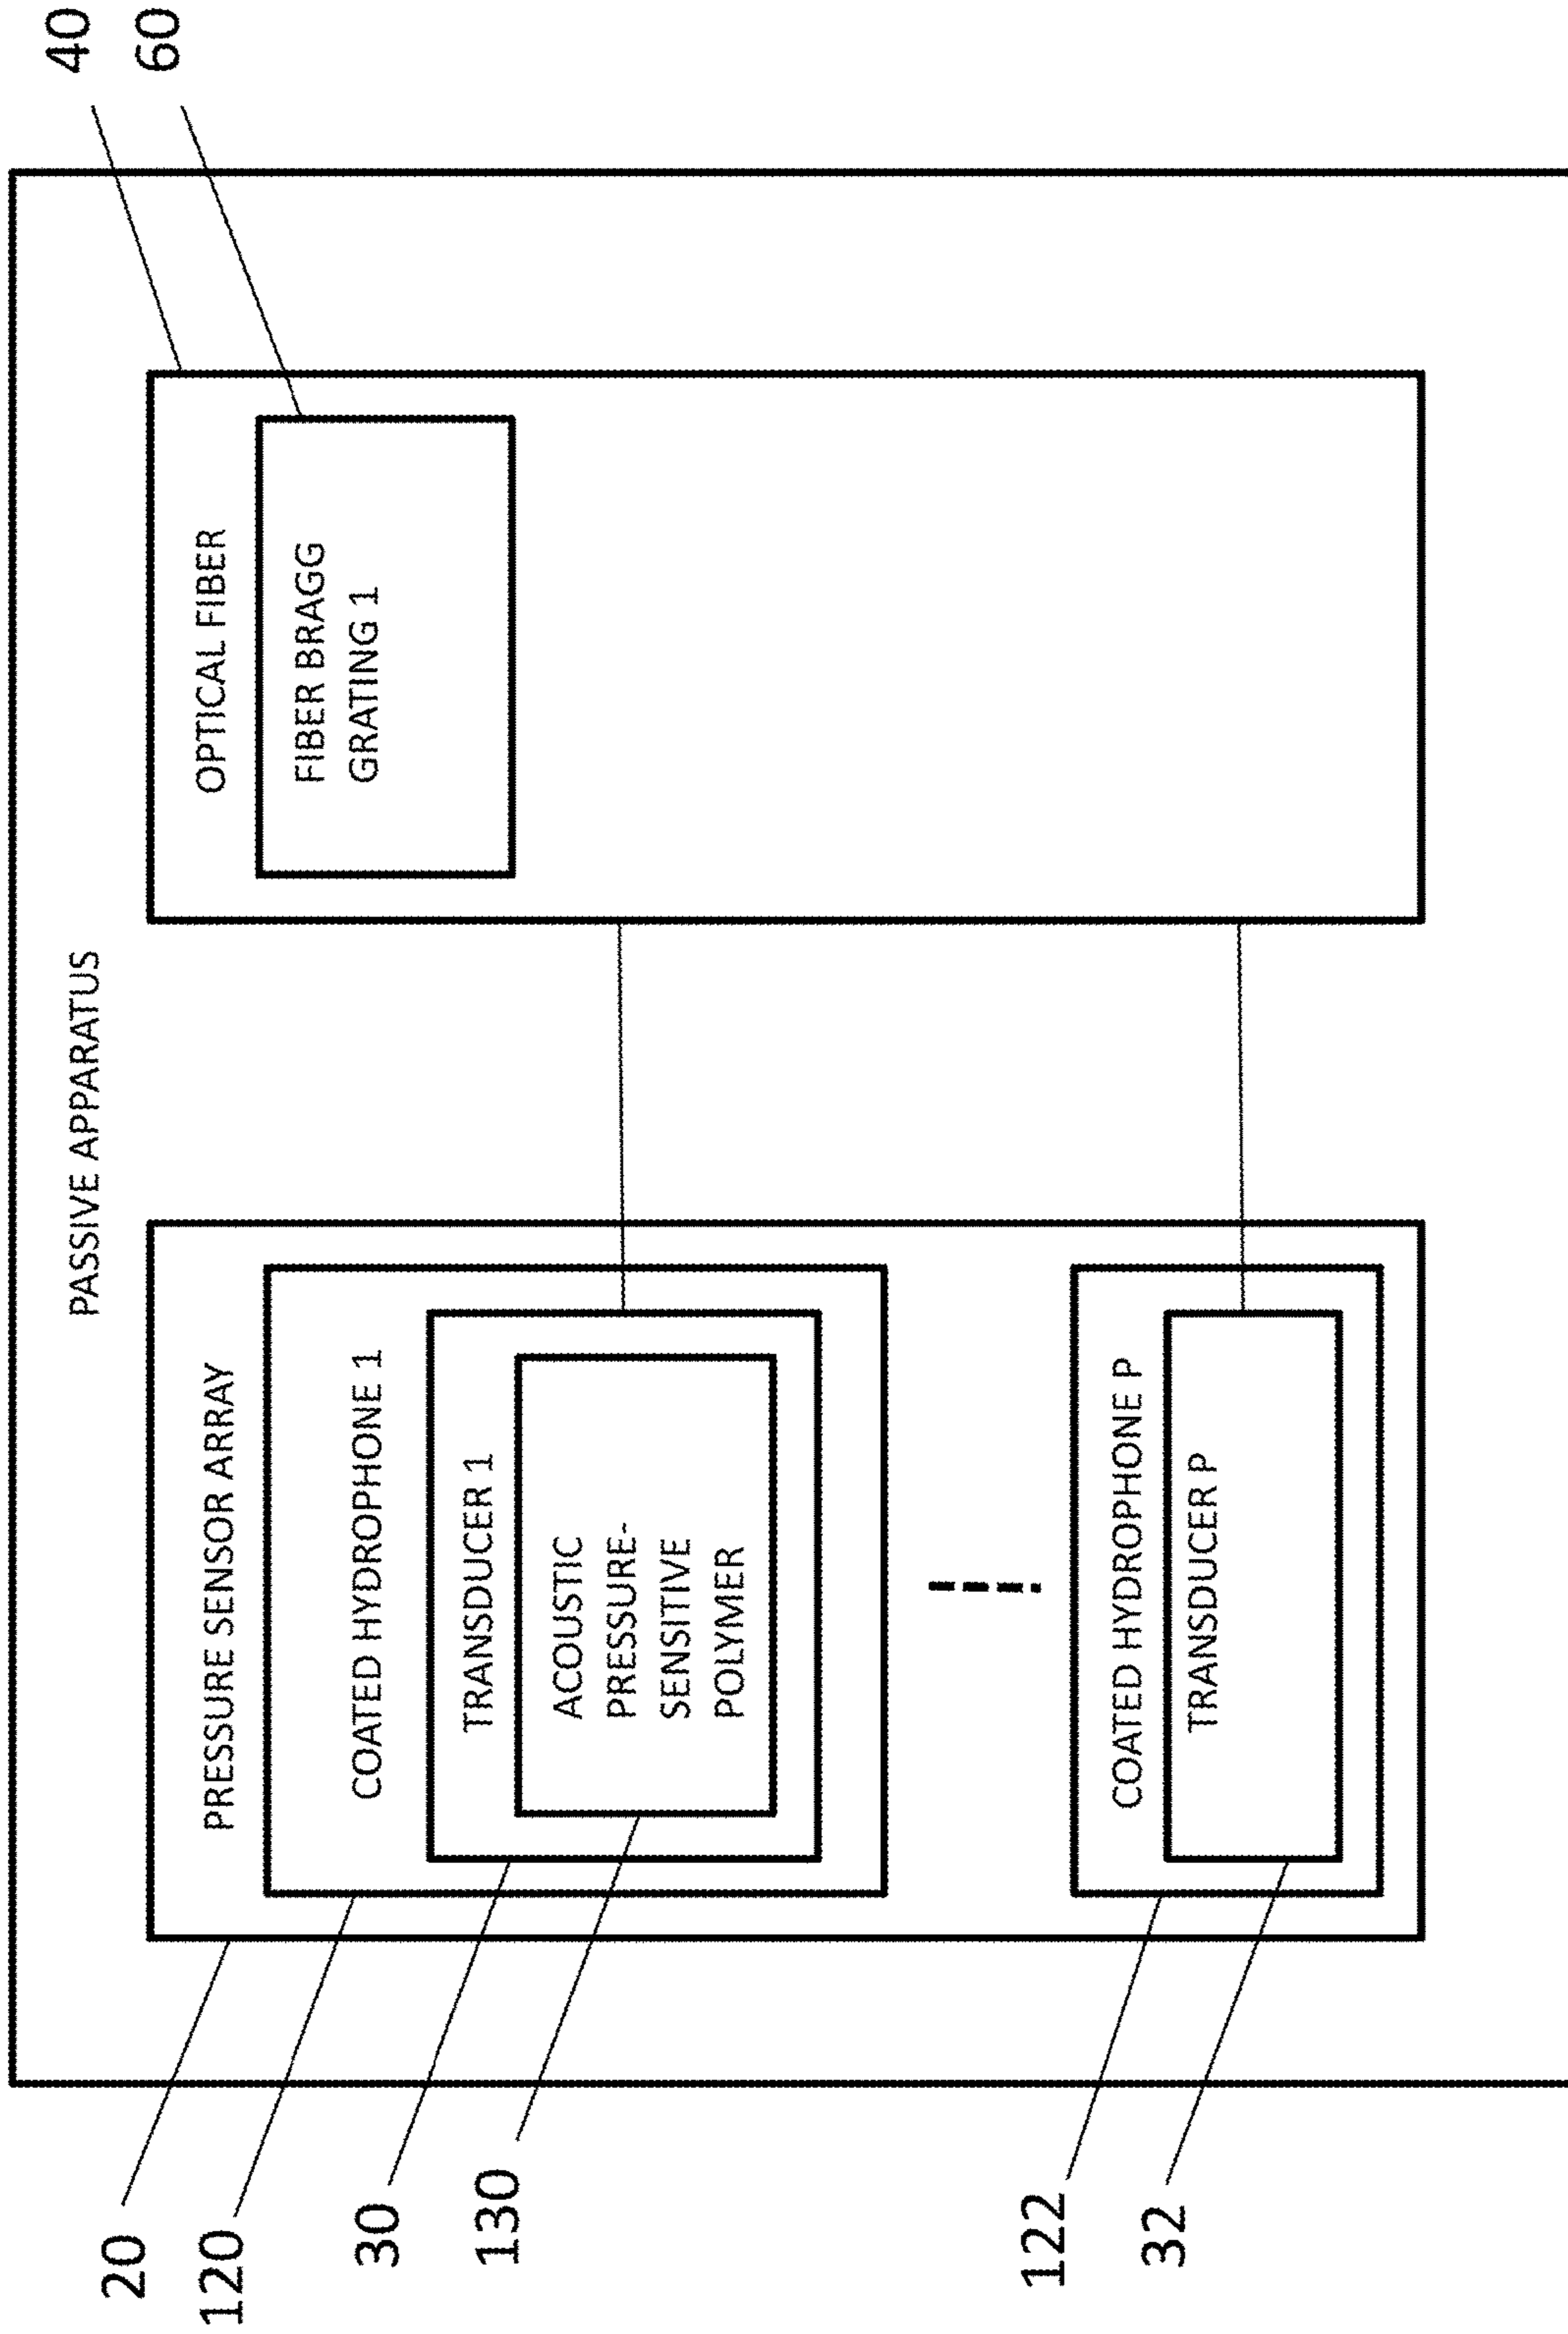 PASSIVE APPARATUS
20
PRESSURE SENSOR ARRAY
120
COATED HYDROPHONE 1
30
TRANSDUCER 1
130
ACOUSTIC
PRESSURE-
SENSITIVE
POLYMER
122
COATED HYDROPHONE P
32
TRANSDUCER P
40
OPTICAL FIBER
60
FIBER BRAGG
GRATING 1